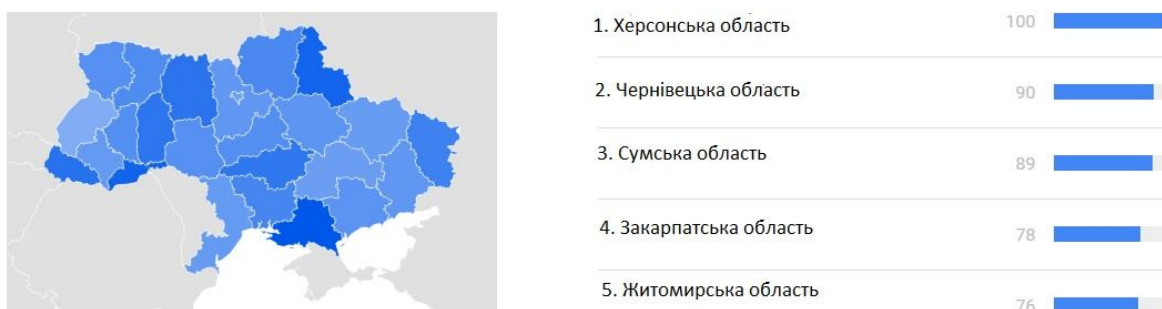 1. Херсонська область 100
2. Чернівецька область 90
3. Сумська область 89
4. Закарпатська область 78
5. Житомирська область 76